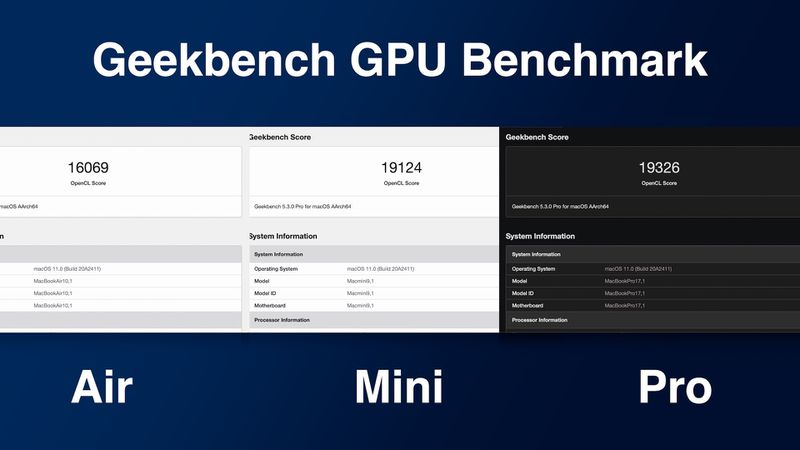 Geekbench GPU Benchmark
16069
OpenCL Score
macOS AArch64
macOS 11.0 (Build 20A2411)
MacBookAir10,1
MacBookAir10,1
MacBookAir10,1
Geekbench Score
19124
OpenCL Score
Geekbench 5.3.0 Pro for macOS AArch64
System Information
System Information
Operating System macOS 11.0 (Build 20A2411)
Model Macmini9,1
Model ID Macmini9,1
Motherboard Macmini9,1
Processor Information
Geekbench Score
19326
OpenCL Score
Geekbench 5.3.0 Pro for macOS AArch64
System Information
System Information
Operating System macOS 11.0 (Build 20A2411)
Model MacBookPro17,1
Model ID MacBookPro17,1
Motherboard MacBookPro17,1
Processor Information
Air
Mini
Pro